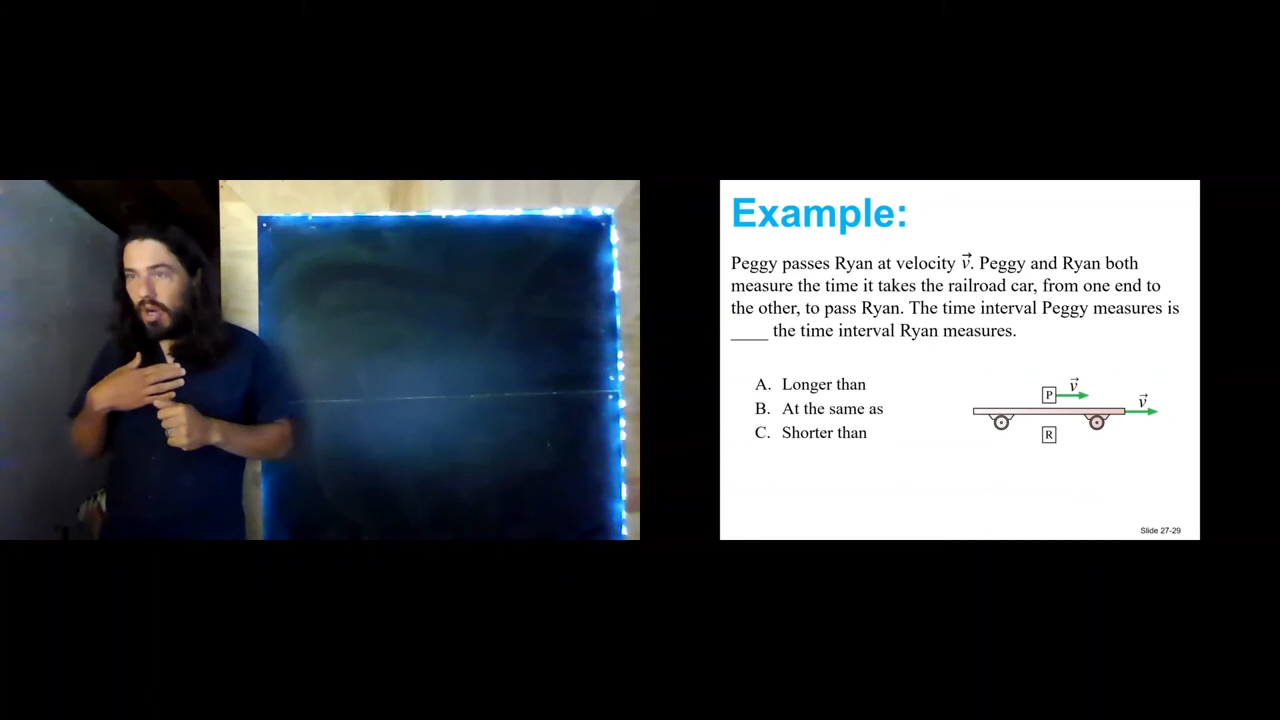 Example:
Peggy passes Ryan at velocity v⃗. Peggy and Ryan both
measure the time it takes the railroad car, from one end to
the other, to pass Ryan. The time interval Peggy measures is
____ the time interval Ryan measures.
A. Longer than
B. At the same as
C. Shorter than
P v⃗
v⃗
R
Slide 27-29